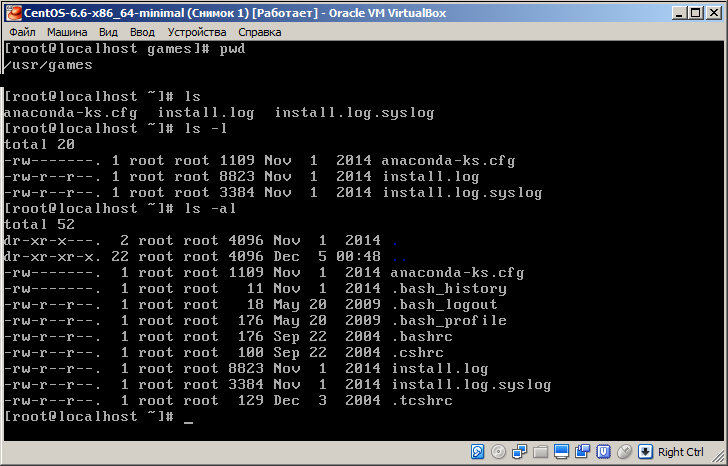 CentOS-6.6-x86_64-minimal (Снимок 1) [Работает] - Oracle VM VirtualBox
Файл Машина Вид Ввод Устройства Справка
[root@localhost games]# pwd
/usr/games
[root@localhost ~]# ls
anaconda-ks.cfg  install.log  install.log.syslog
[root@localhost ~]# ls -l
total 20
-rw-------. 1 root root 1109 Nov  1  2014 anaconda-ks.cfg
-rw-r--r--. 1 root root 8823 Nov  1  2014 install.log
-rw-r--r--. 1 root root 3384 Nov  1  2014 install.log.syslog
[root@localhost ~]# ls -al
total 52
dr-xr-x---.  2 root root 4096 Nov  1  2014 .
dr-xr-xr-x. 22 root root 4096 Dec  5 00:48 ..
-rw-------.  1 root root 1109 Nov  1  2014 anaconda-ks.cfg
-rw-------.  1 root root   11 Nov  1  2014 .bash_history
-rw-r--r--.  1 root root   18 May 20  2009 .bash_logout
-rw-r--r--.  1 root root  176 May 20  2009 .bash_profile
-rw-r--r--.  1 root root  176 Sep 22  2004 .bashrc
-rw-r--r--.  1 root root  100 Sep 22  2004 .cshrc
-rw-r--r--.  1 root root 8823 Nov  1  2014 install.log
-rw-r--r--.  1 root root 3384 Nov  1  2014 install.log.syslog
-rw-r--r--.  1 root root  129 Dec  3  2004 .tcshrc
[root@localhost ~]# _
Right Ctrl